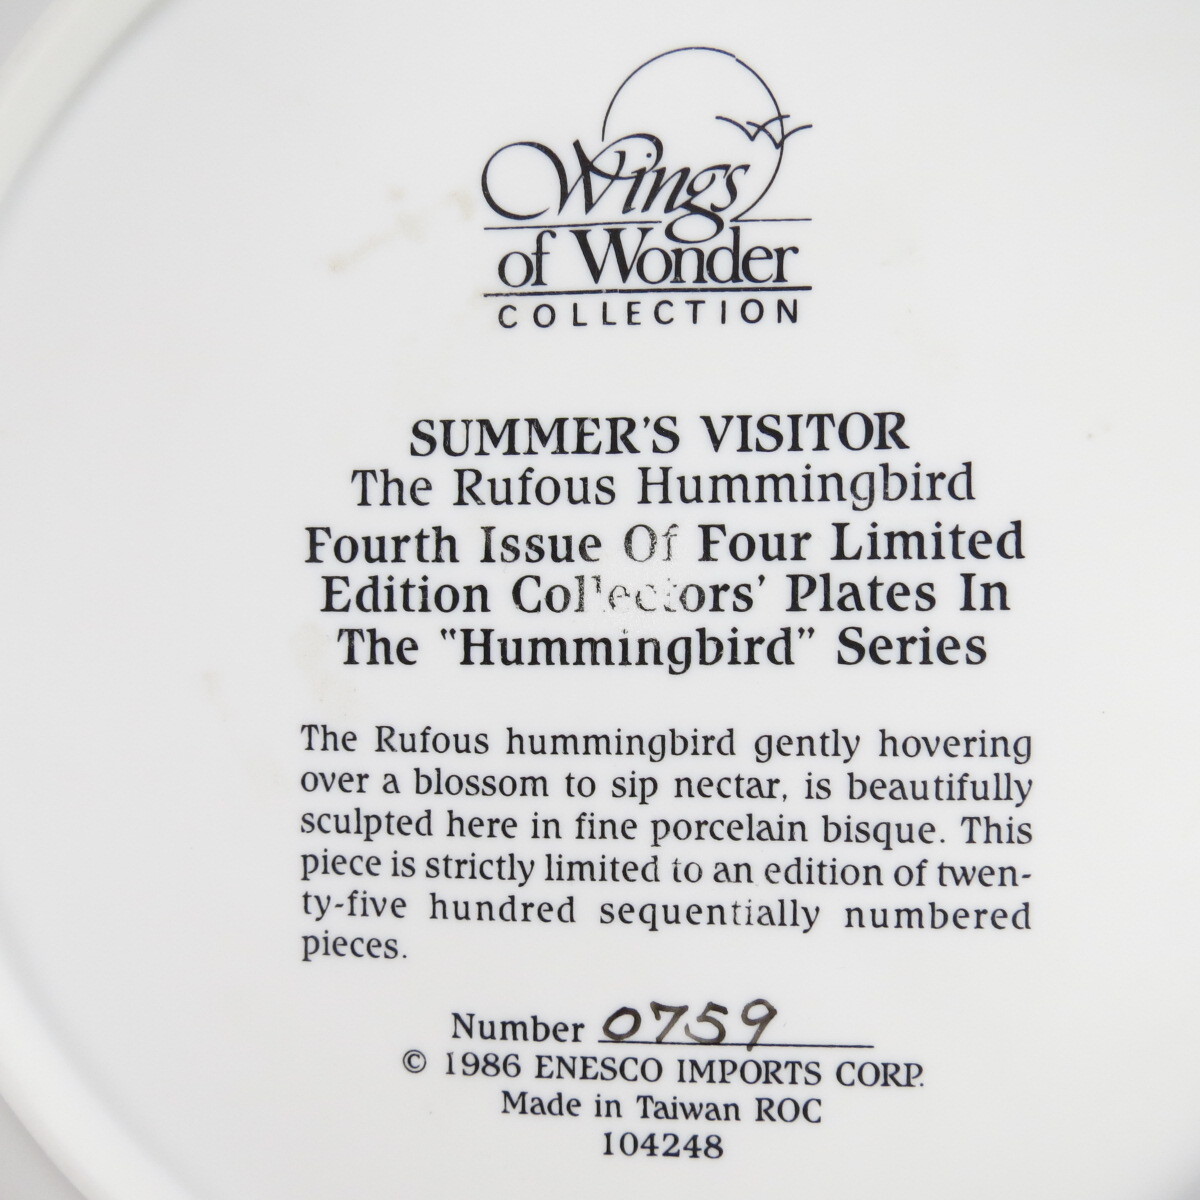 Wings
of Wonder
COLLECTION
SUMMER'S VISITOR
The Rufous Hummingbird
Fourth Issue Of Four Limited
Edition Collectors' Plates In
The "Hummingbird" Series
The Rufous hummingbird gently hovering
over a blossom to sip nectar, is beautifully
sculpted here in fine porcelain bisque. This
piece is strictly limited to an edition of twen-
ty-five hundred sequentially numbered
pieces.
Number 0759
© 1986 ENESCO IMPORTS CORP.
Made in Taiwan ROC
104248